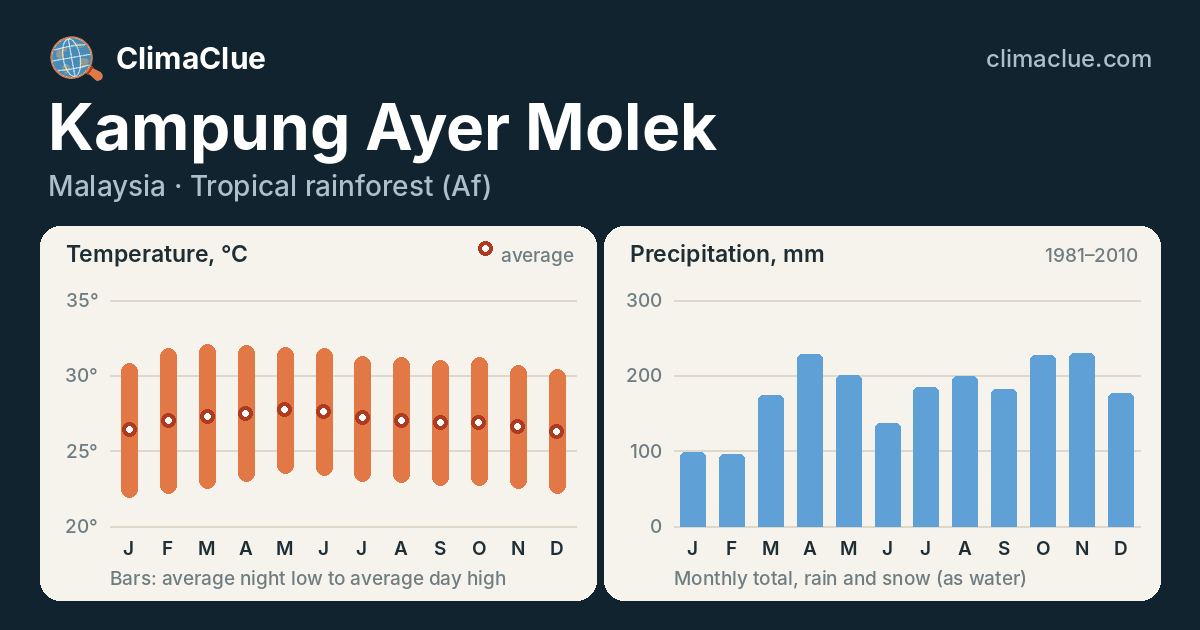 ClimaClue
climaclue.com
Kampung Ayer Molek
Malaysia · Tropical rainforest (Af)
Temperature, °C
average
35°
30°
25°
20°
J F M A M J J A S O N D
Bars: average night low to average day high
Precipitation, mm
1981–2010
300
200
100
0
J F M A M J J A S O N D
Monthly total, rain and snow (as water)